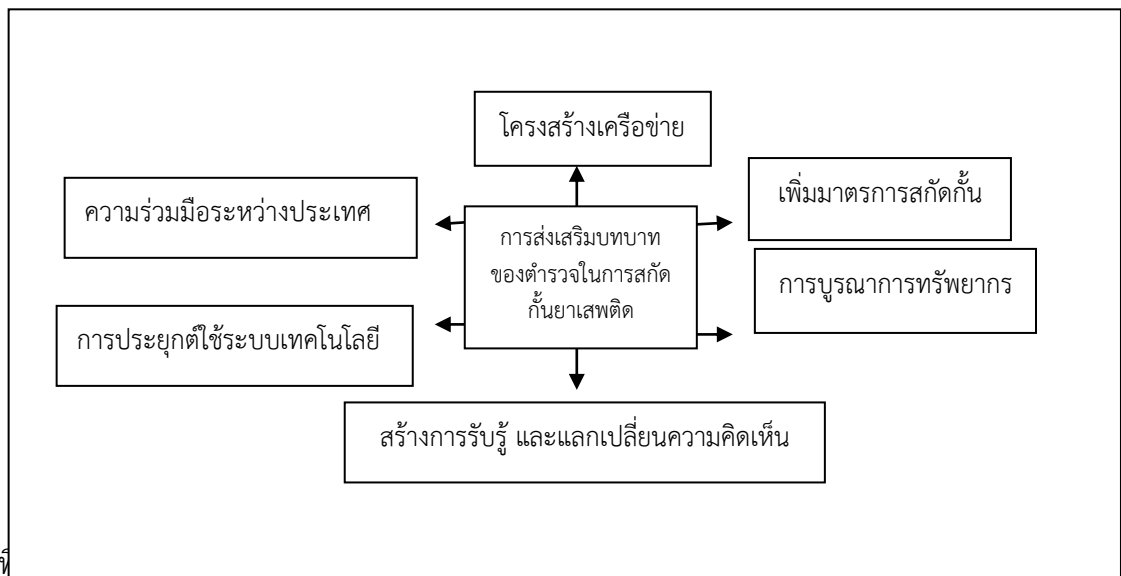 โครงสร้างเครือข่าย
ความร่วมมือระหว่างประเทศ
เพิ่มมาตรการสกัดกั้น
การส่งเสริมบทบาท
ของตำรวจในการสกัด
กั้นยาเสพติด
การบูรณาการทรัพยากร
การประยุกต์ใช้ระบบเทคโนโลยี
สร้างการรับรู้ และแลกเปลี่ยนความคิดเห็น